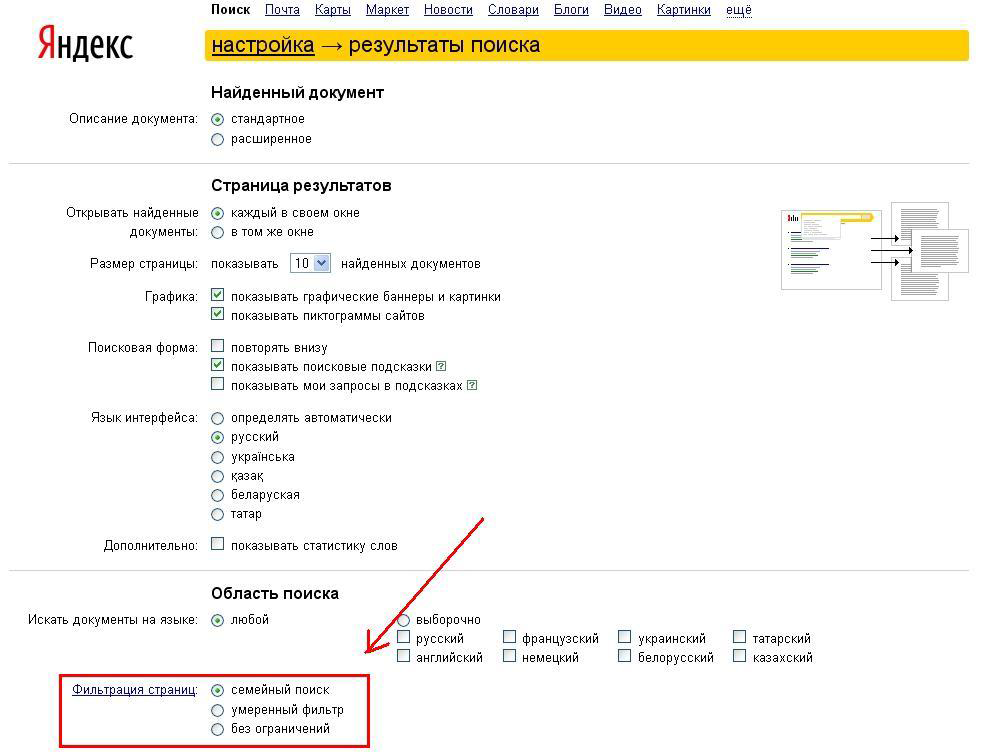 Поиск Почта Карты Маркет Новости Словари Блоги Видео Картинки ещё
Яндекс
настройка → результаты поиска
Найденный документ
Описание документа: стандартное
расширенное
Страница результатов
Открывать найденные документы: каждый в своем окне
в том же окне
Размер страницы: показывать 10 найденных документов
Графика: показывать графические баннеры и картинки
показывать пиктограммы сайтов
Поисковая форма: повторять внизу
показывать поисковые подсказки ?
показывать мои запросы в подсказках ?
Язык интерфейса: определять автоматически
русский
українська
қазақ
беларуская
татар
Дополнительно: показывать статистику слов
Область поиска
Искать документы на языке: любой выборочно
русский французский украинский татарский
английский немецкий белорусский казахский
Фильтрация страниц: семейный поиск
умеренный фильтр
без ограничений